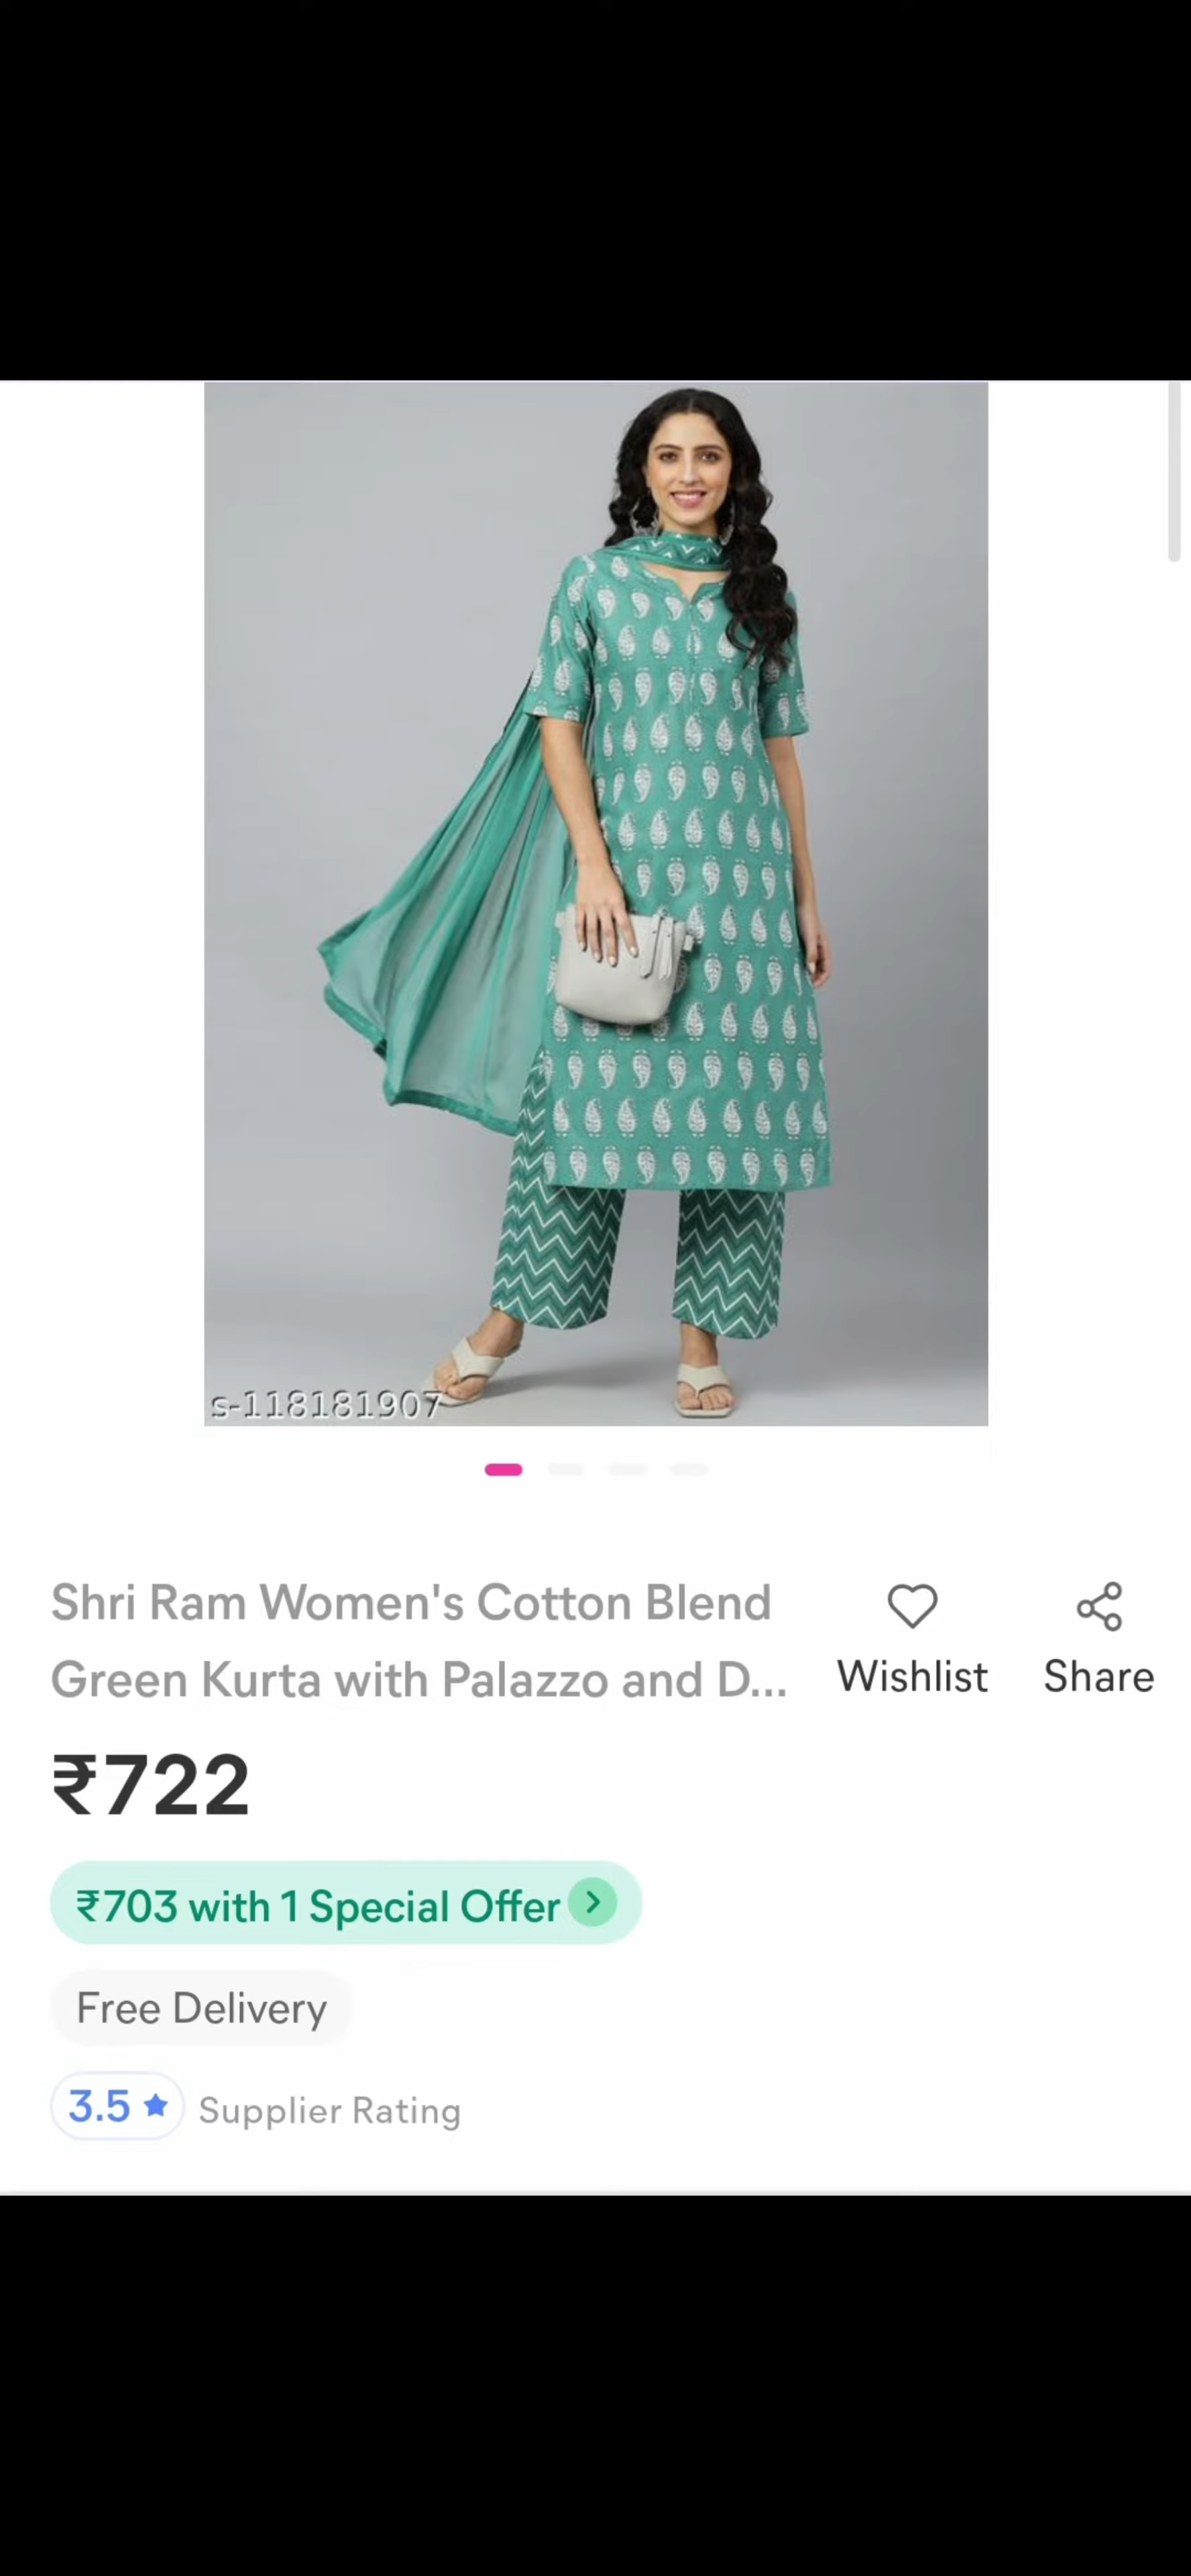 s-118181907
Shri Ram Women's Cotton Blend
Green Kurta with Palazzo and D...
Wishlist
Share
₹722
₹703 with 1 Special Offer
Free Delivery
3.5 ★ Supplier Rating